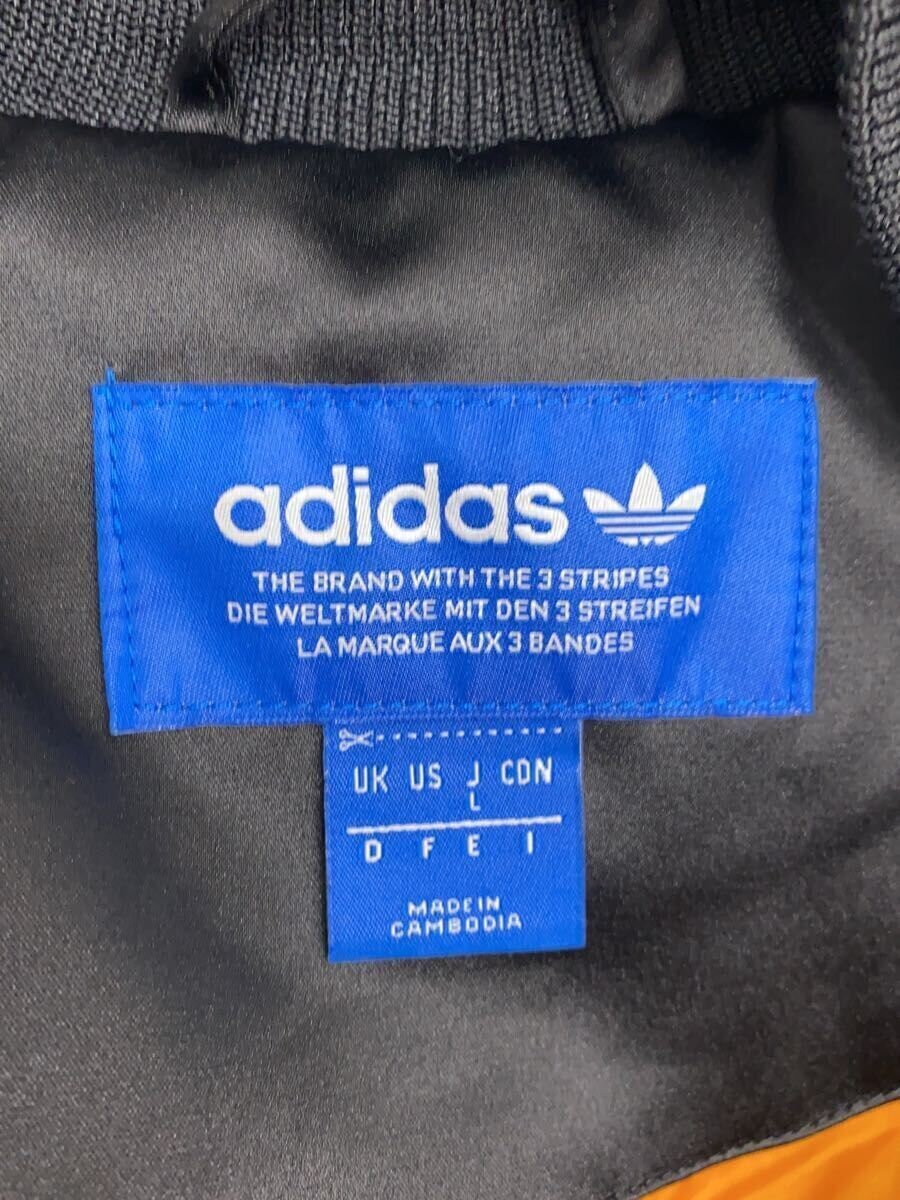 adidas
THE BRAND WITH THE 3 STRIPES
DIE WELTMARKE MIT DEN 3 STREIFEN
LA MARQUE AUX 3 BANDES
UK US J CDN
L
D F E I
MADE IN
CAMBODIA